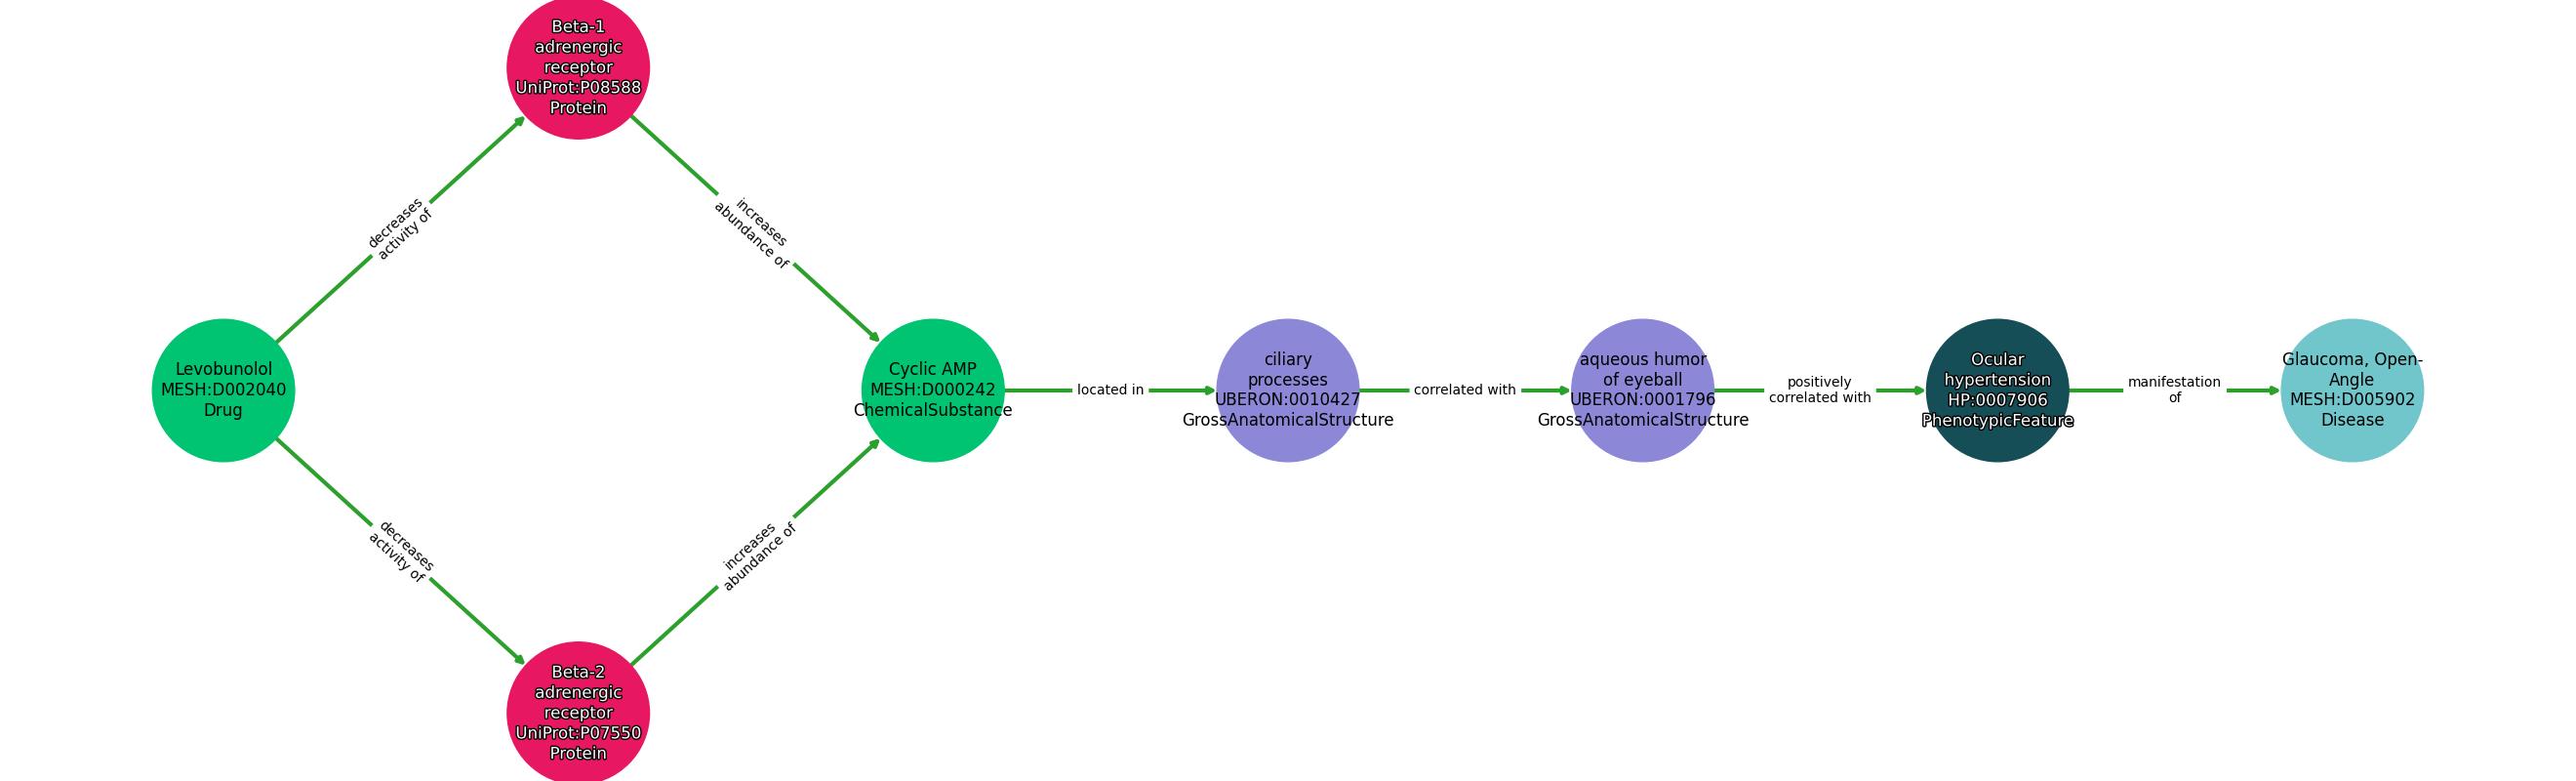 Beta-1
adrenergic
receptor
UniProt:P08588
Protein
decreases
activity of
increases
abundance of
Levobunolol
MESH:D002040
Drug
Cyclic AMP
MESH:D000242
ChemicalSubstance
located in
ciliary
processes
UBERON:0010427
GrossAnatomicalStructure
correlated with
aqueous humor
of eyeball
UBERON:0001796
GrossAnatomicalStructure
positively
correlated with
Ocular
hypertension
HP:0007906
PhenotypicFeature
manifestation
of
Glaucoma, Open-
Angle
MESH:D005902
Disease
decreases
activity of
increases
abundance of
Beta-2
adrenergic
receptor
UniProt:P07550
Protein